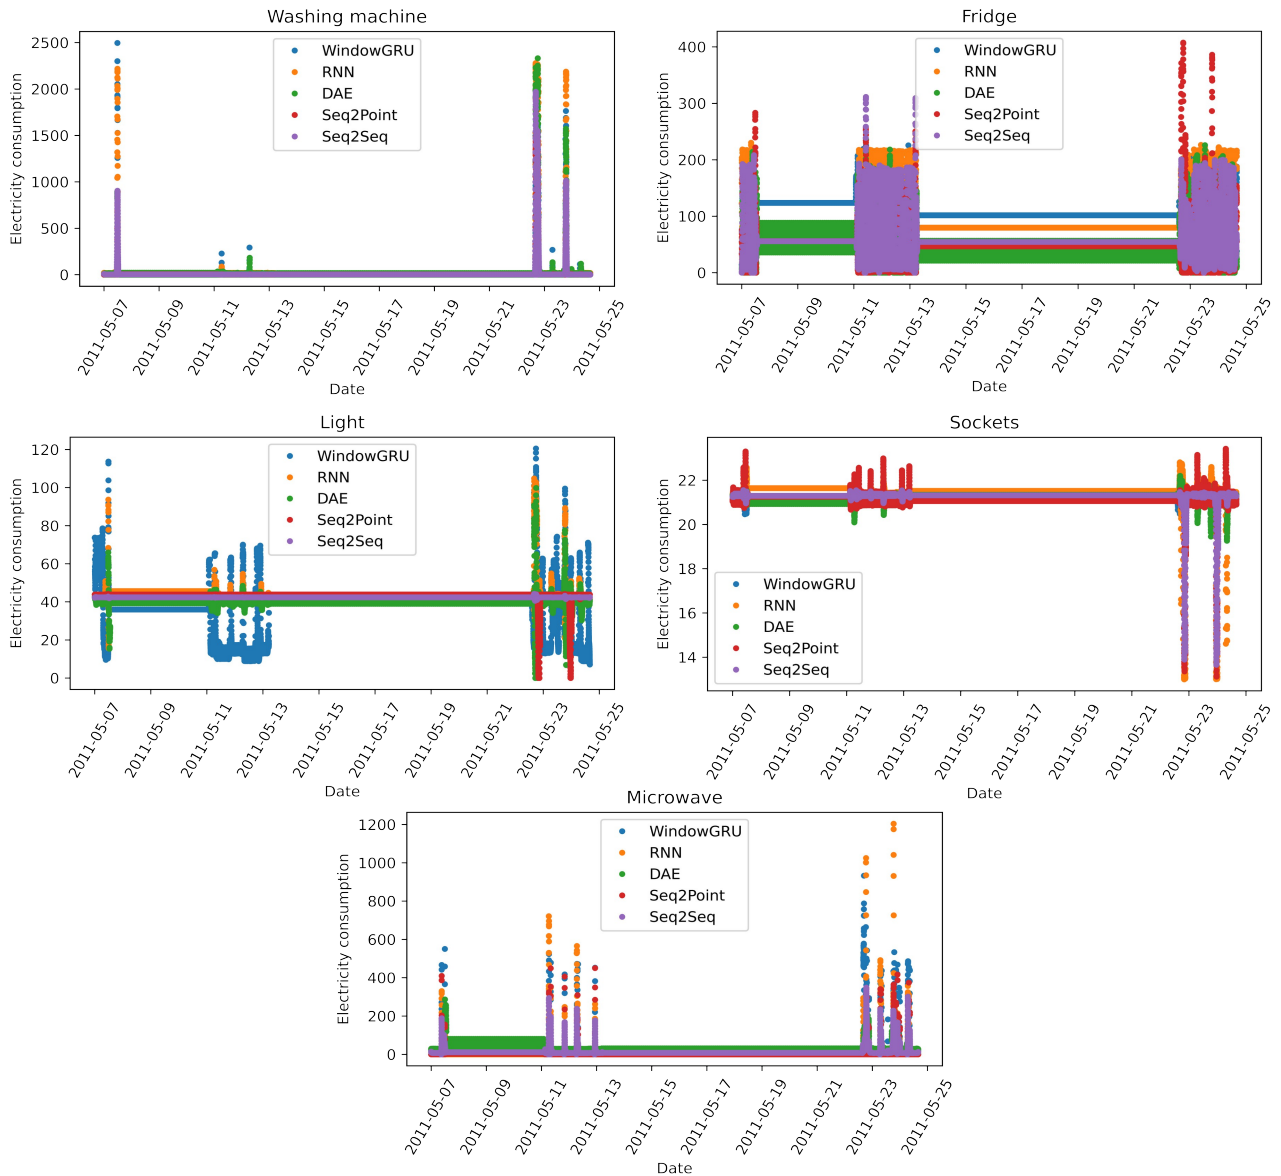 Washing machine
Electricity consumption
2500
2000
1500
1000
500
0
WindowGRU
RNN
DAE
Seq2Point
Seq2Seq
2011-05-07
2011-05-09
2011-05-11
2011-05-13
2011-05-15
2011-05-17
2011-05-19
2011-05-21
2011-05-23
2011-05-25
Date
Fridge
Electricity consumption
400
300
200
100
0
WindowGRU
RNN
DAE
Seq2Point
Seq2Seq
2011-05-07
2011-05-09
2011-05-11
2011-05-13
2011-05-15
2011-05-17
2011-05-19
2011-05-21
2011-05-23
2011-05-25
Date
Light
Electricity consumption
120
100
80
60
40
20
0
WindowGRU
RNN
DAE
Seq2Point
Seq2Seq
2011-05-07
2011-05-09
2011-05-11
2011-05-13
2011-05-15
2011-05-17
2011-05-19
2011-05-21
2011-05-23
2011-05-25
Date
Sockets
Electricity consumption
22
20
18
16
14
WindowGRU
RNN
DAE
Seq2Point
Seq2Seq
2011-05-07
2011-05-09
2011-05-11
2011-05-13
2011-05-15
2011-05-17
2011-05-19
2011-05-21
2011-05-23
2011-05-25
Date
Microwave
Electricity consumption
1200
1000
800
600
400
200
0
WindowGRU
RNN
DAE
Seq2Point
Seq2Seq
2011-05-07
2011-05-09
2011-05-11
2011-05-13
2011-05-15
2011-05-17
2011-05-19
2011-05-21
2011-05-23
2011-05-25
Date